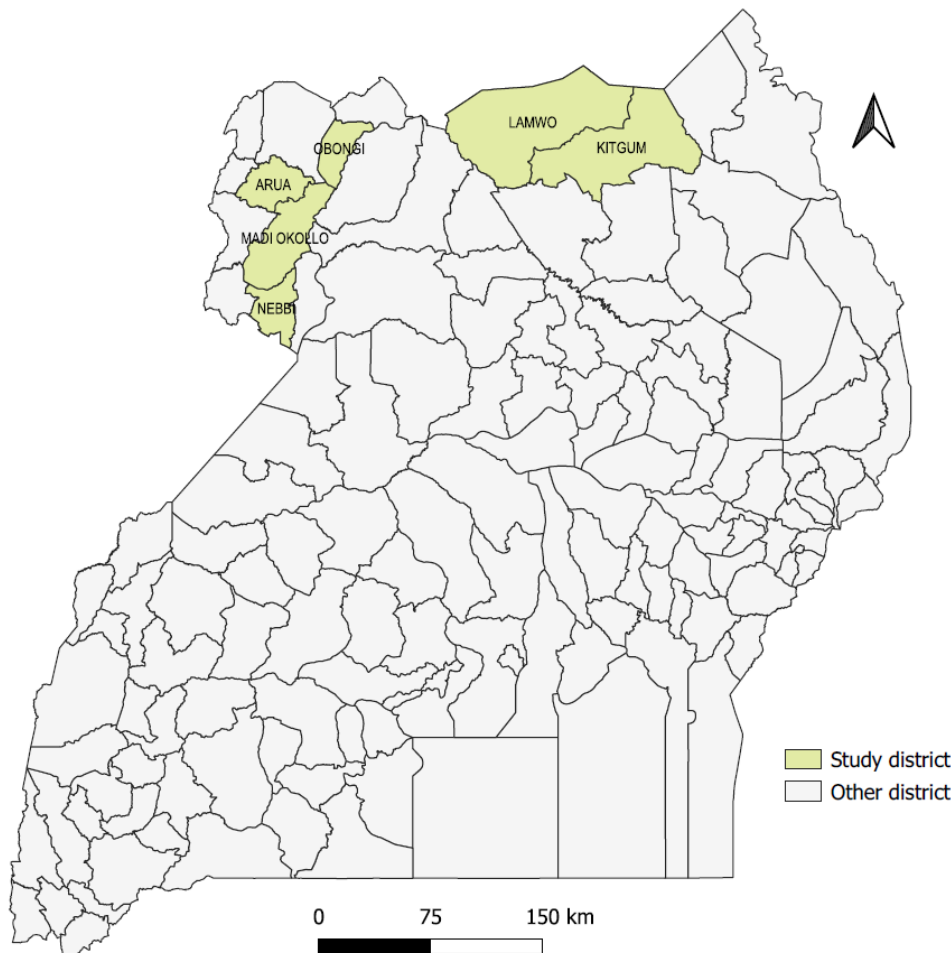 LAMWO
KITGUM
OBONGI
ARUA
MADI OKOLLO
NEBBI
Study district
Other district
0 75 150 km